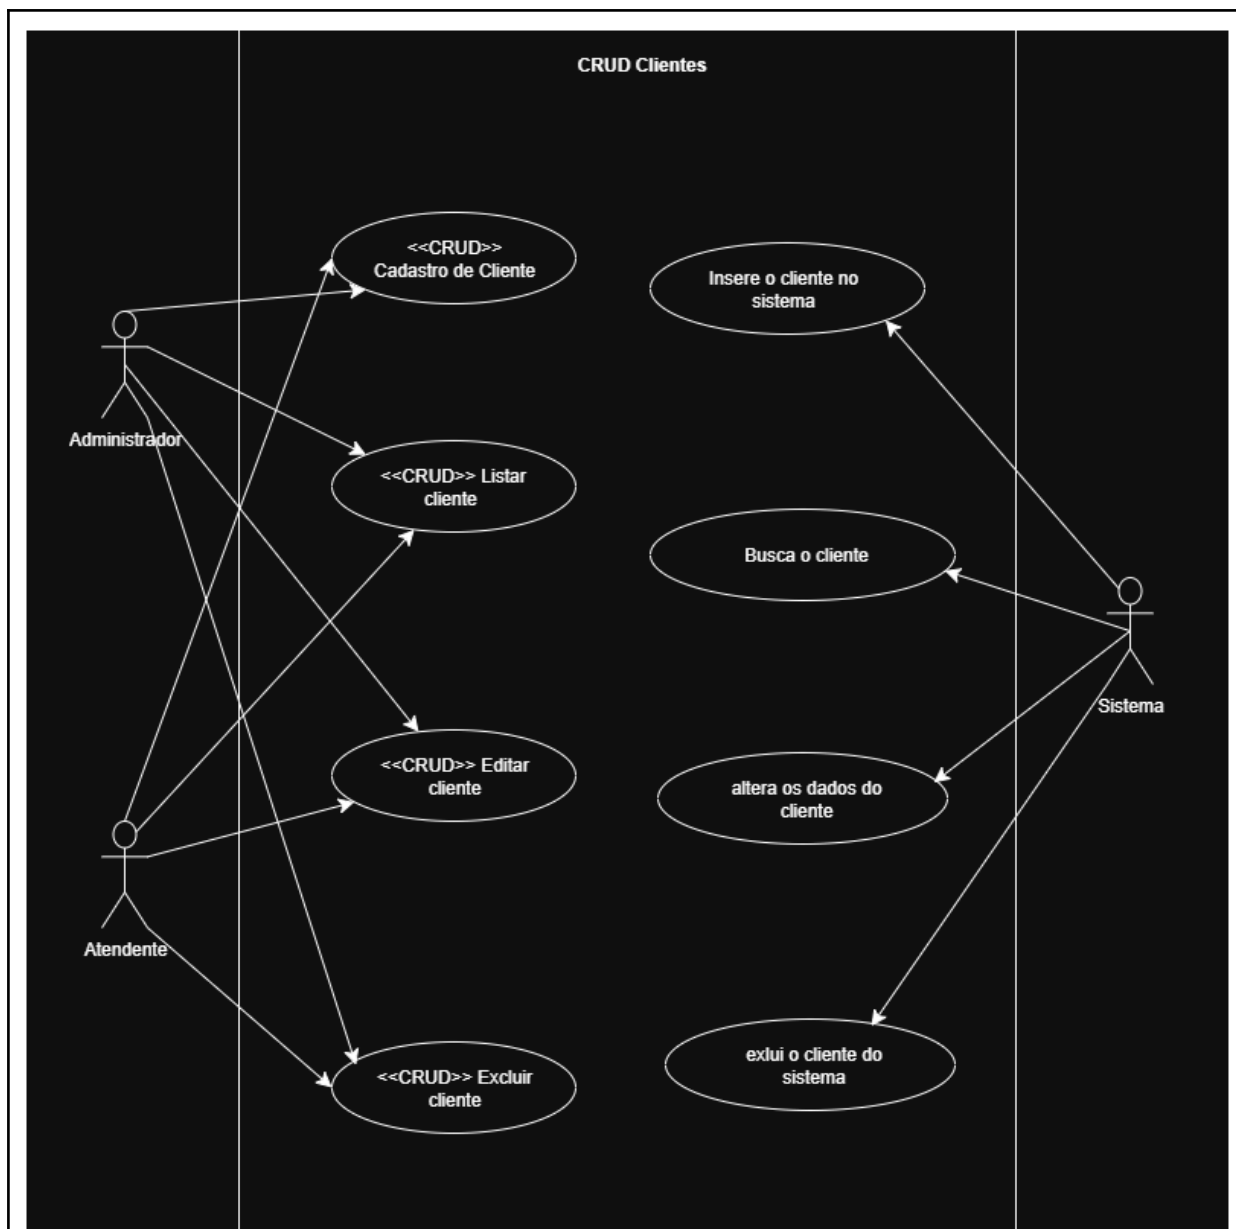 CRUD Clientes
<<CRUD>>
Cadastro de Cliente
Insere o cliente no
sistema
Administrador
<<CRUD>> Listar
cliente
Busca o cliente
Sistema
<<CRUD>> Editar
cliente
altera os dados do
cliente
Atendente
<<CRUD>> Excluir
cliente
exlui o cliente do
sistema